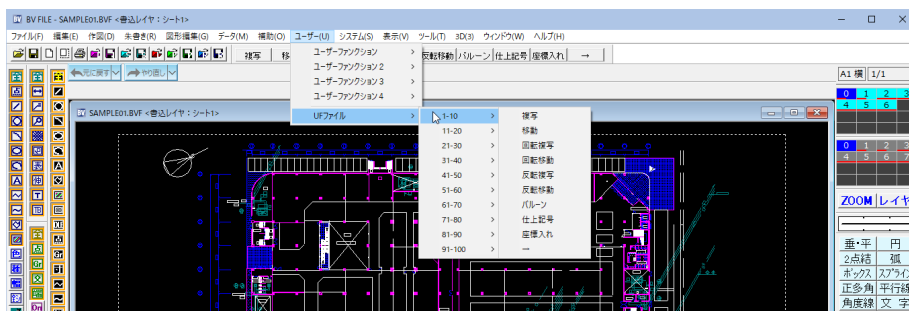 BV FILE - SAMPLE01.BVF <書込レイヤ：シート1>
ファイル(F) 編集(E) 作図(D) 朱書き(R) 図形編集(G) データ(M) 補助(O) ユーザー(U) システム(S) 表示(V) ツール(T) 3D(3) ウィンドウ(W) ヘルプ(H)
複写 移 反転移動 バルーン 仕上記号 座標入れ →
元に戻す やり直し
A1 横 1/1
SAMPLE01.BVF <書込レイヤ：シート1>
ユーザーファンクション
ユーザーファンクション 2
ユーザーファンクション 3
ユーザーファンクション 4
UFファイル
1-10
11-20
21-30
31-40
41-50
51-60
61-70
71-80
81-90
91-100
複写
移動
回転複写
回転移動
反転複写
反転移動
バルーン
仕上記号
座標入れ
→
0 1 2 3
4 5 6
0 1 2 3
4 5 6 7
ZOOM レイヤ
垂・平 円
2点結 弧
ボックス スプライン
正多角 平行線
角度線 文 字